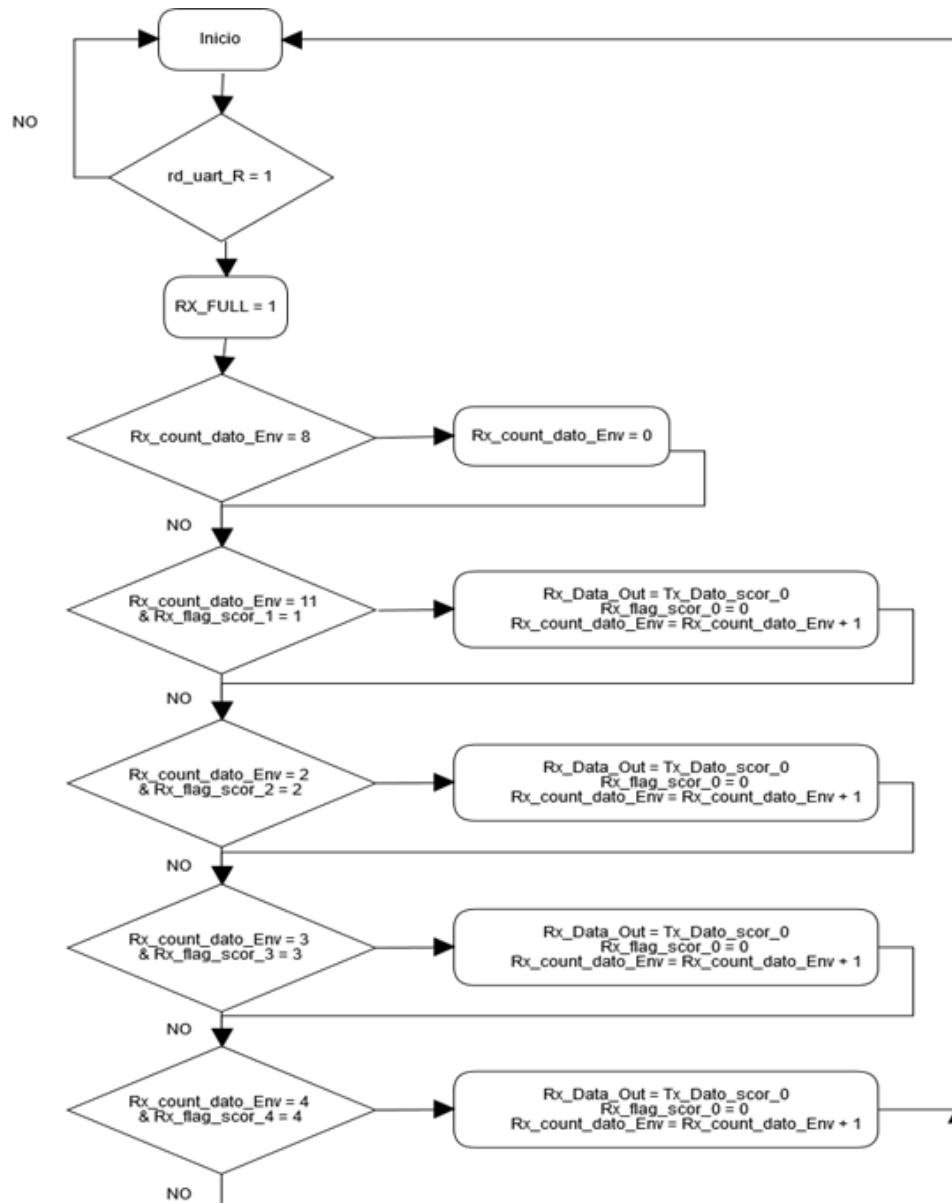 Inicio
NO
rd_uart_R = 1
RX_FULL = 1
Rx_count_dato_Env = 8
Rx_count_dato_Env = 0
NO
Rx_count_dato_Env = 11
& Rx_flag_scor_1 = 1
Rx_Data_Out = Tx_Dato_scor_0
Rx_flag_scor_0 = 0
Rx_count_dato_Env = Rx_count_dato_Env + 1
NO
Rx_count_dato_Env = 2
& Rx_flag_scor_2 = 2
Rx_Data_Out = Tx_Dato_scor_0
Rx_flag_scor_0 = 0
Rx_count_dato_Env = Rx_count_dato_Env + 1
NO
Rx_count_dato_Env = 3
& Rx_flag_scor_3 = 3
Rx_Data_Out = Tx_Dato_scor_0
Rx_flag_scor_0 = 0
Rx_count_dato_Env = Rx_count_dato_Env + 1
NO
Rx_count_dato_Env = 4
& Rx_flag_scor_4 = 4
Rx_Data_Out = Tx_Dato_scor_0
Rx_flag_scor_0 = 0
Rx_count_dato_Env = Rx_count_dato_Env + 1
NO